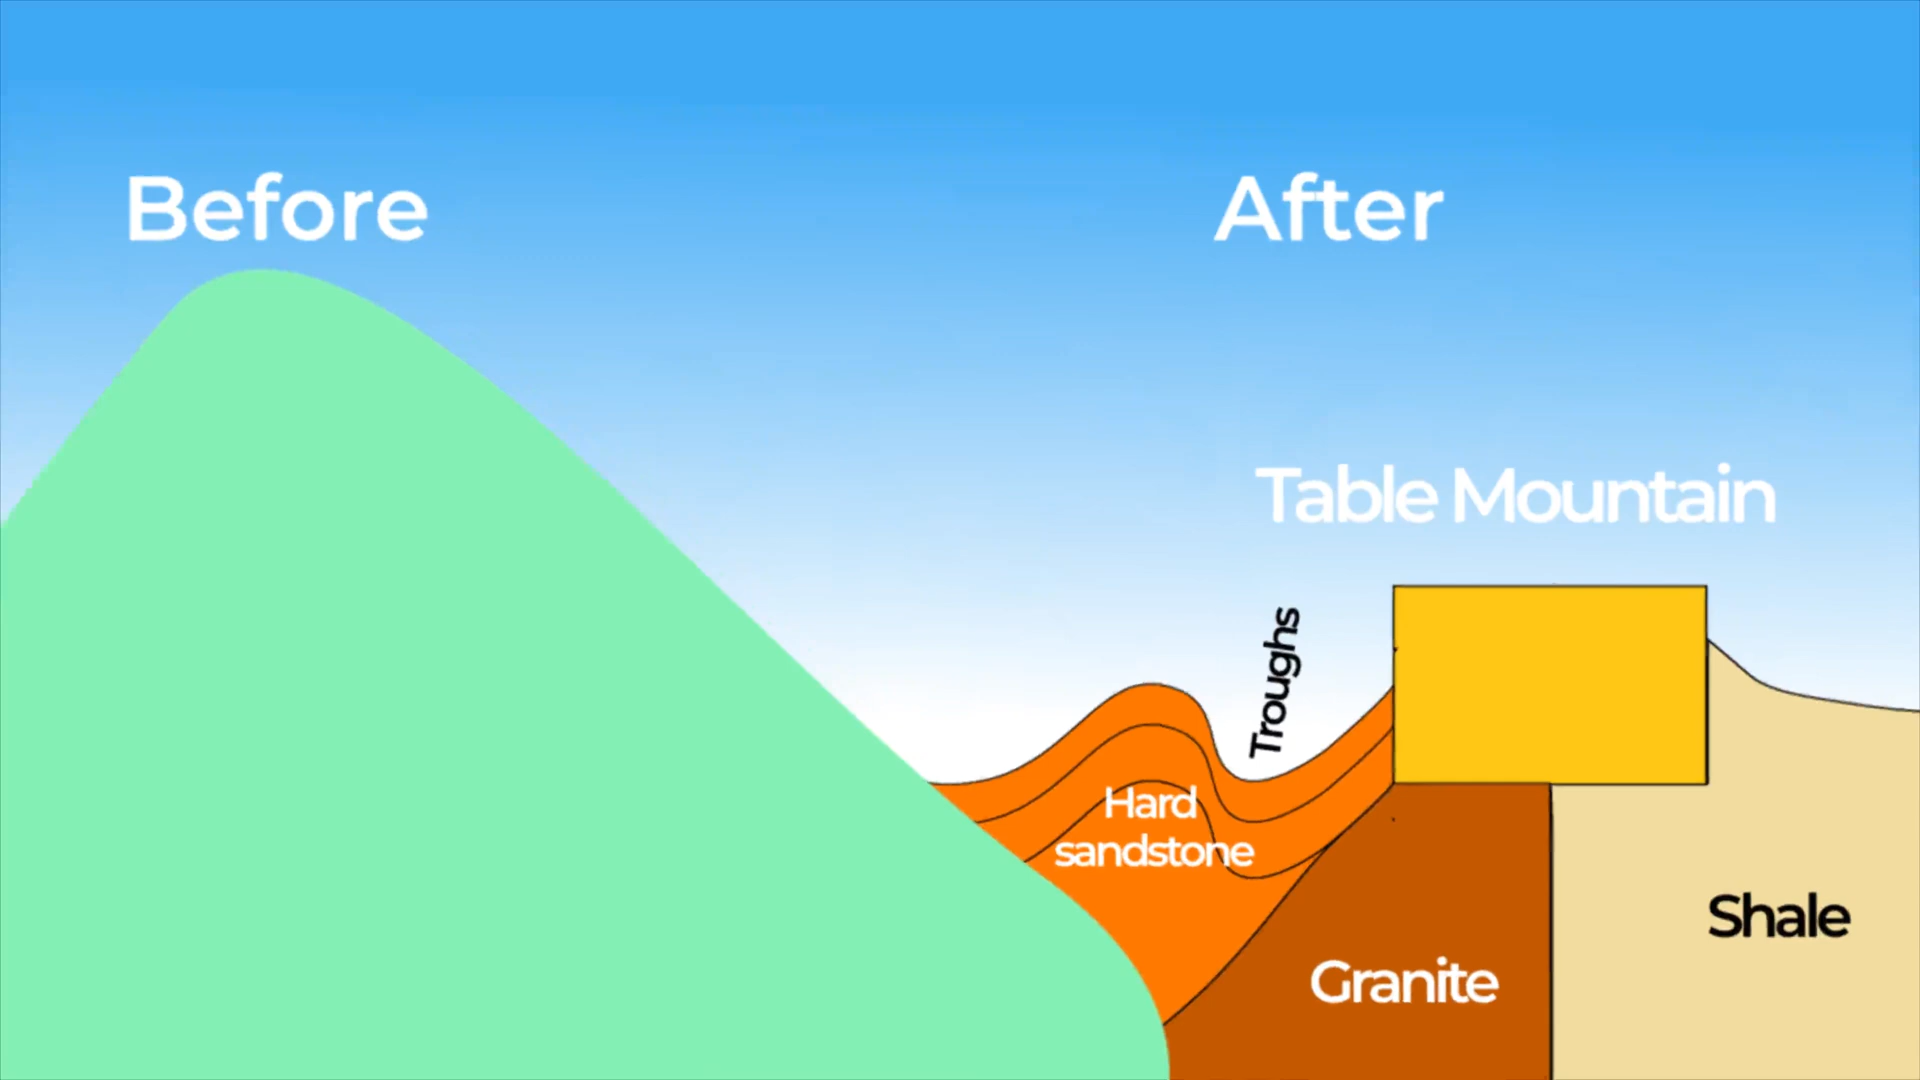 Before
After
Table Mountain
Troughs
Hard
sandstone
Shale
Granite